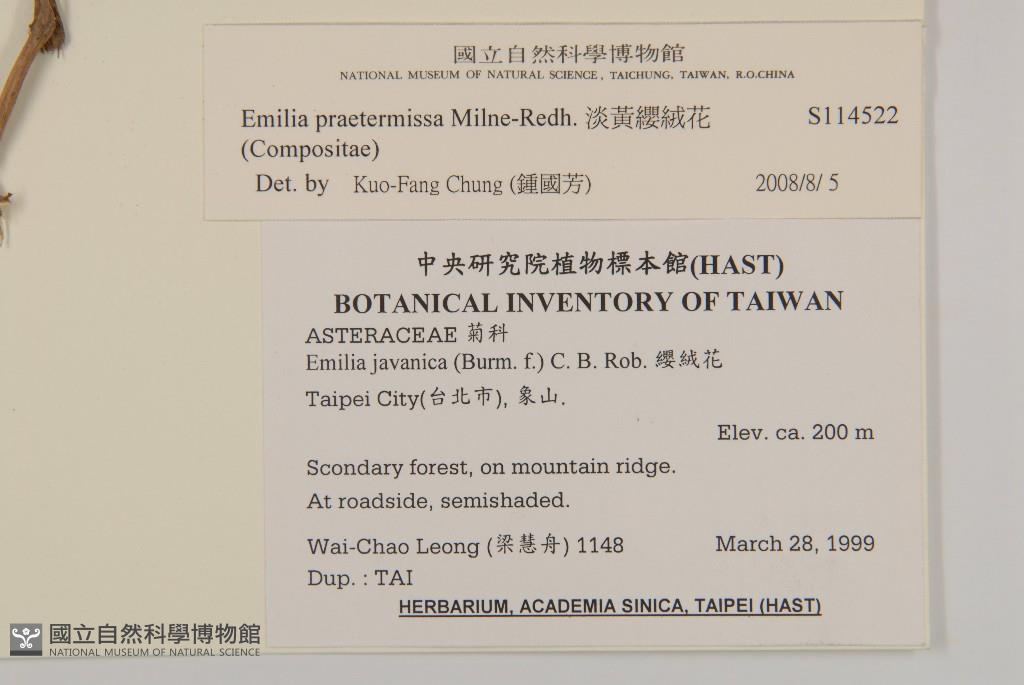 國立自然科學博物館
NATIONAL MUSEUM OF NATURAL SCIENCE, TAICHUNG, TAIWAN, R.O.CHINA
Emilia praetermissa Milne-Redh. 淡黃纓絨花 S114522
(Compositae)
Det. by Kuo-Fang Chung (鍾國芳) 2008/8/ 5
中央研究院植物標本館(HAST)
BOTANICAL INVENTORY OF TAIWAN
ASTERACEAE 菊科
Emilia javanica (Burm. f.) C. B. Rob. 纓絨花
Taipei City(台北市), 象山.
Elev. ca. 200 m
Scondary forest, on mountain ridge.
At roadside, semishaded.
Wai-Chao Leong (梁慧舟) 1148 March 28, 1999
Dup. : TAI
HERBARIUM, ACADEMIA SINICA, TAIPEI (HAST)
國立自然科學博物館
NATIONAL MUSEUM OF NATURAL SCIENCE